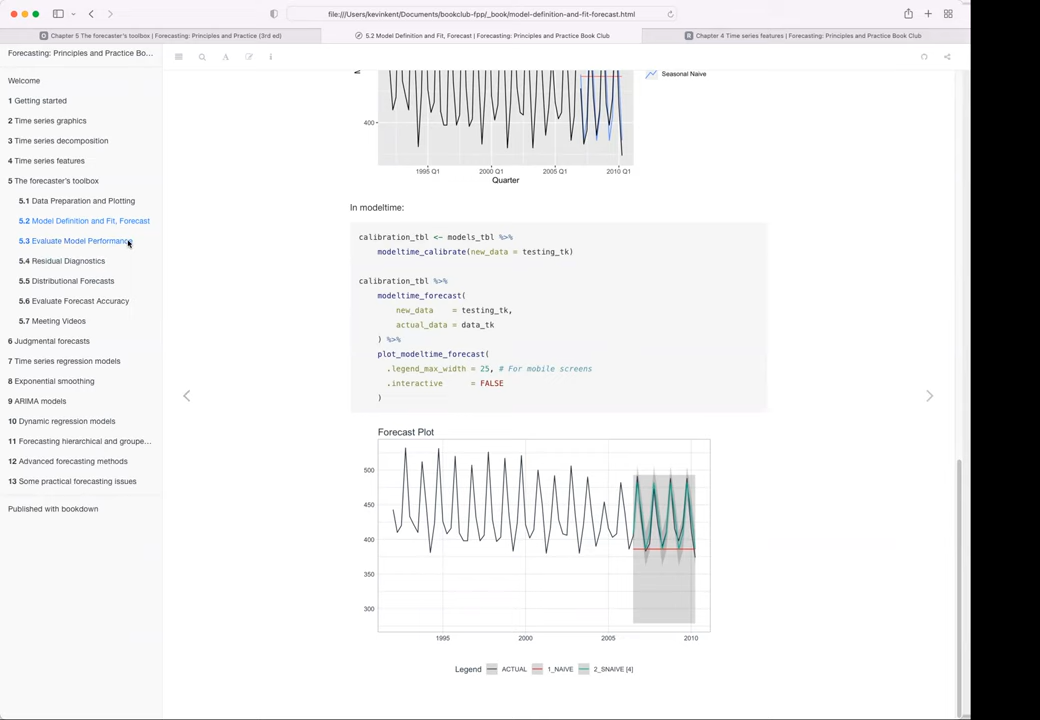 file:///Users/kevinkent/Documents/bookclub-fpp/_book/model-definition-and-fit-forecast.html
Chapter 5 The forecaster's toolbox | Forecasting: Principles and Practice (3rd ed)
5.2 Model Definition and Fit, Forecast | Forecasting: Principles and Practice Book Club
Chapter 4 Time series features | Forecasting: Principles and Practice Book Club
Forecasting: Principles and Practice Bo...
Welcome
1 Getting started
2 Time series graphics
3 Time series decomposition
4 Time series features
5 The forecaster's toolbox
5.1 Data Preparation and Plotting
5.2 Model Definition and Fit, Forecast
5.3 Evaluate Model Performance
5.4 Residual Diagnostics
5.5 Distributional Forecasts
5.6 Evaluate Forecast Accuracy
5.7 Meeting Videos
6 Judgmental forecasts
7 Time series regression models
8 Exponential smoothing
9 ARIMA models
10 Dynamic regression models
11 Forecasting hierarchical and groupe...
12 Advanced forecasting methods
13 Some practical forecasting issues
Published with bookdown
Seasonal Naive
400
1995 Q1 2000 Q1 2005 Q1 2010 Q1
Quarter
In modeltime:
calibration_tbl <- models_tbl %>%
modeltime_calibrate(new_data = testing_tk)
calibration_tbl %>%
modeltime_forecast(
new_data = testing_tk,
actual_data = data_tk
) %>%
plot_modeltime_forecast(
.legend_max_width = 25, # For mobile screens
.interactive = FALSE
)
Forecast Plot
500
450
400
350
300
1995 2000 2005 2010
Legend ACTUAL 1_NAIVE 2_SNAIVE [4]